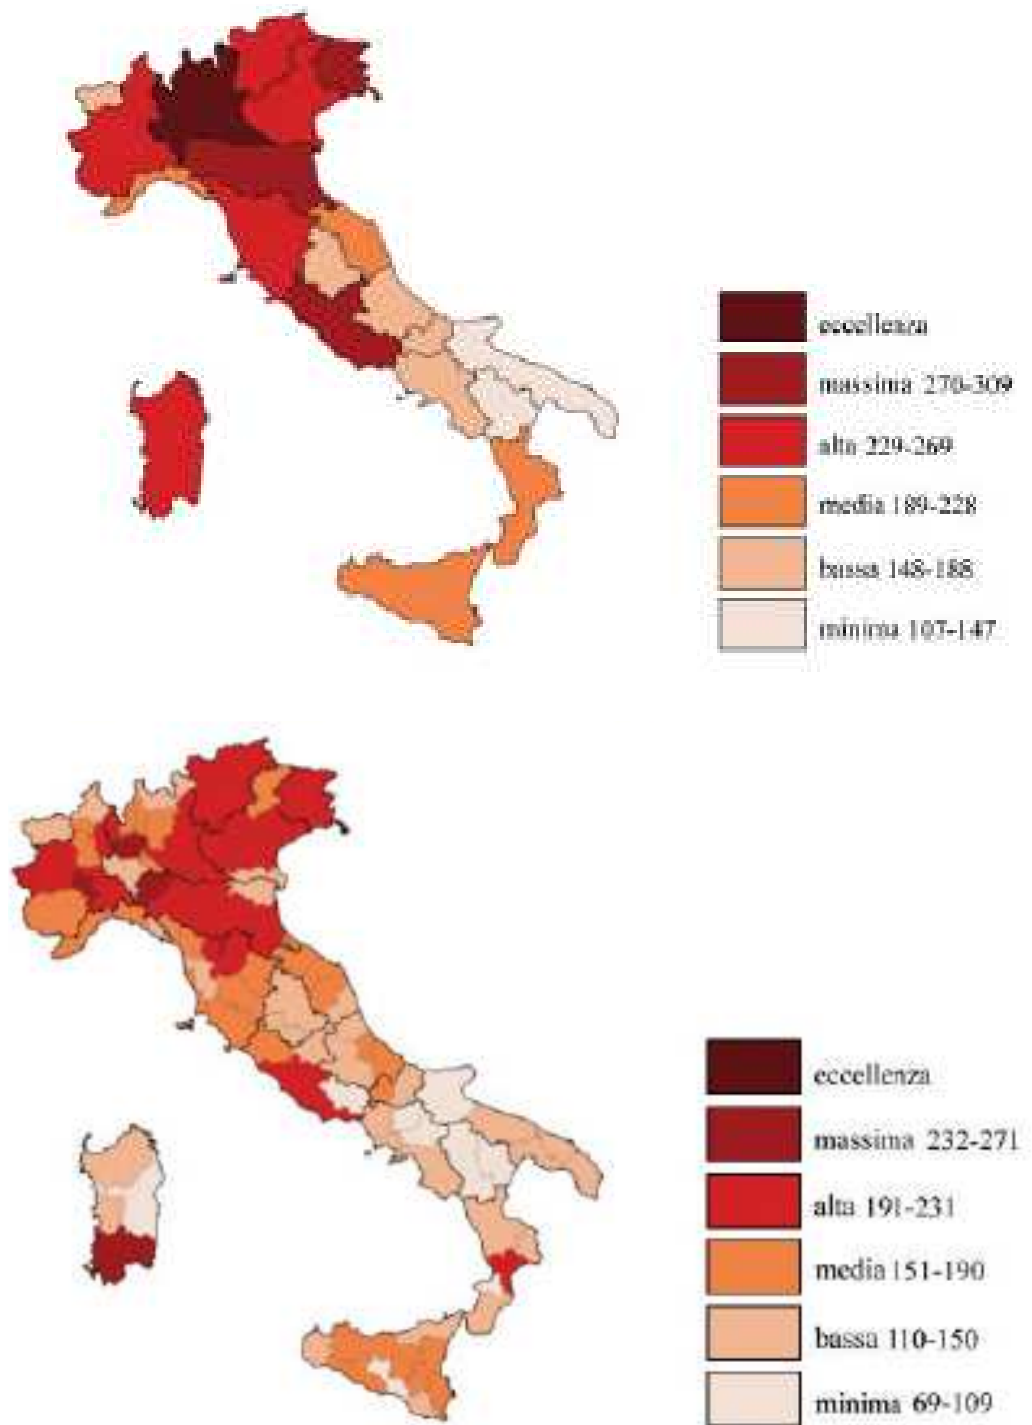 eccellenza
massima 270-309
alta 229-269
media 189-228
bassa 148-188
minima 107-147
eccellenza
massima 232-271
alta 191-231
media 151-190
bassa 110-150
minima 69-109